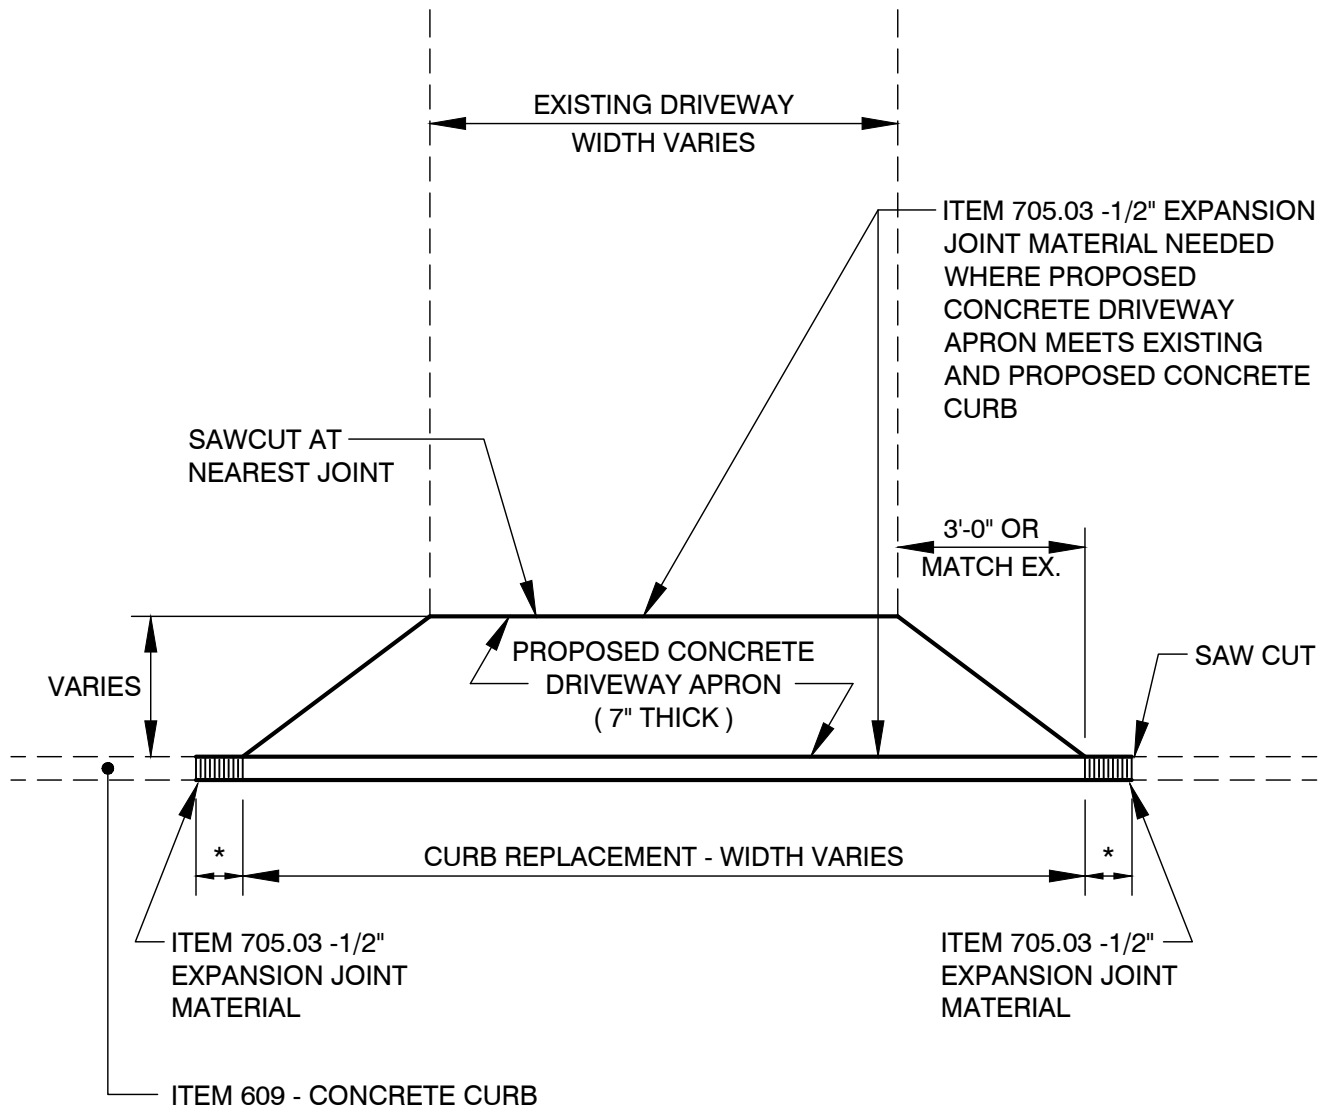 EXISTING DRIVEWAY
WIDTH VARIES
ITEM 705.03 -1/2" EXPANSION
JOINT MATERIAL NEEDED
WHERE PROPOSED
CONCRETE DRIVEWAY
APRON MEETS EXISTING
AND PROPOSED CONCRETE
CURB
SAWCUT AT
NEAREST JOINT
3'-0" OR
MATCH EX.
PROPOSED CONCRETE
DRIVEWAY APRON
( 7" THICK )
SAW CUT
VARIES
*
CURB REPLACEMENT - WIDTH VARIES
*
ITEM 705.03 -1/2"
EXPANSION JOINT
MATERIAL
ITEM 705.03 -1/2"
EXPANSION JOINT
MATERIAL
ITEM 609 - CONCRETE CURB